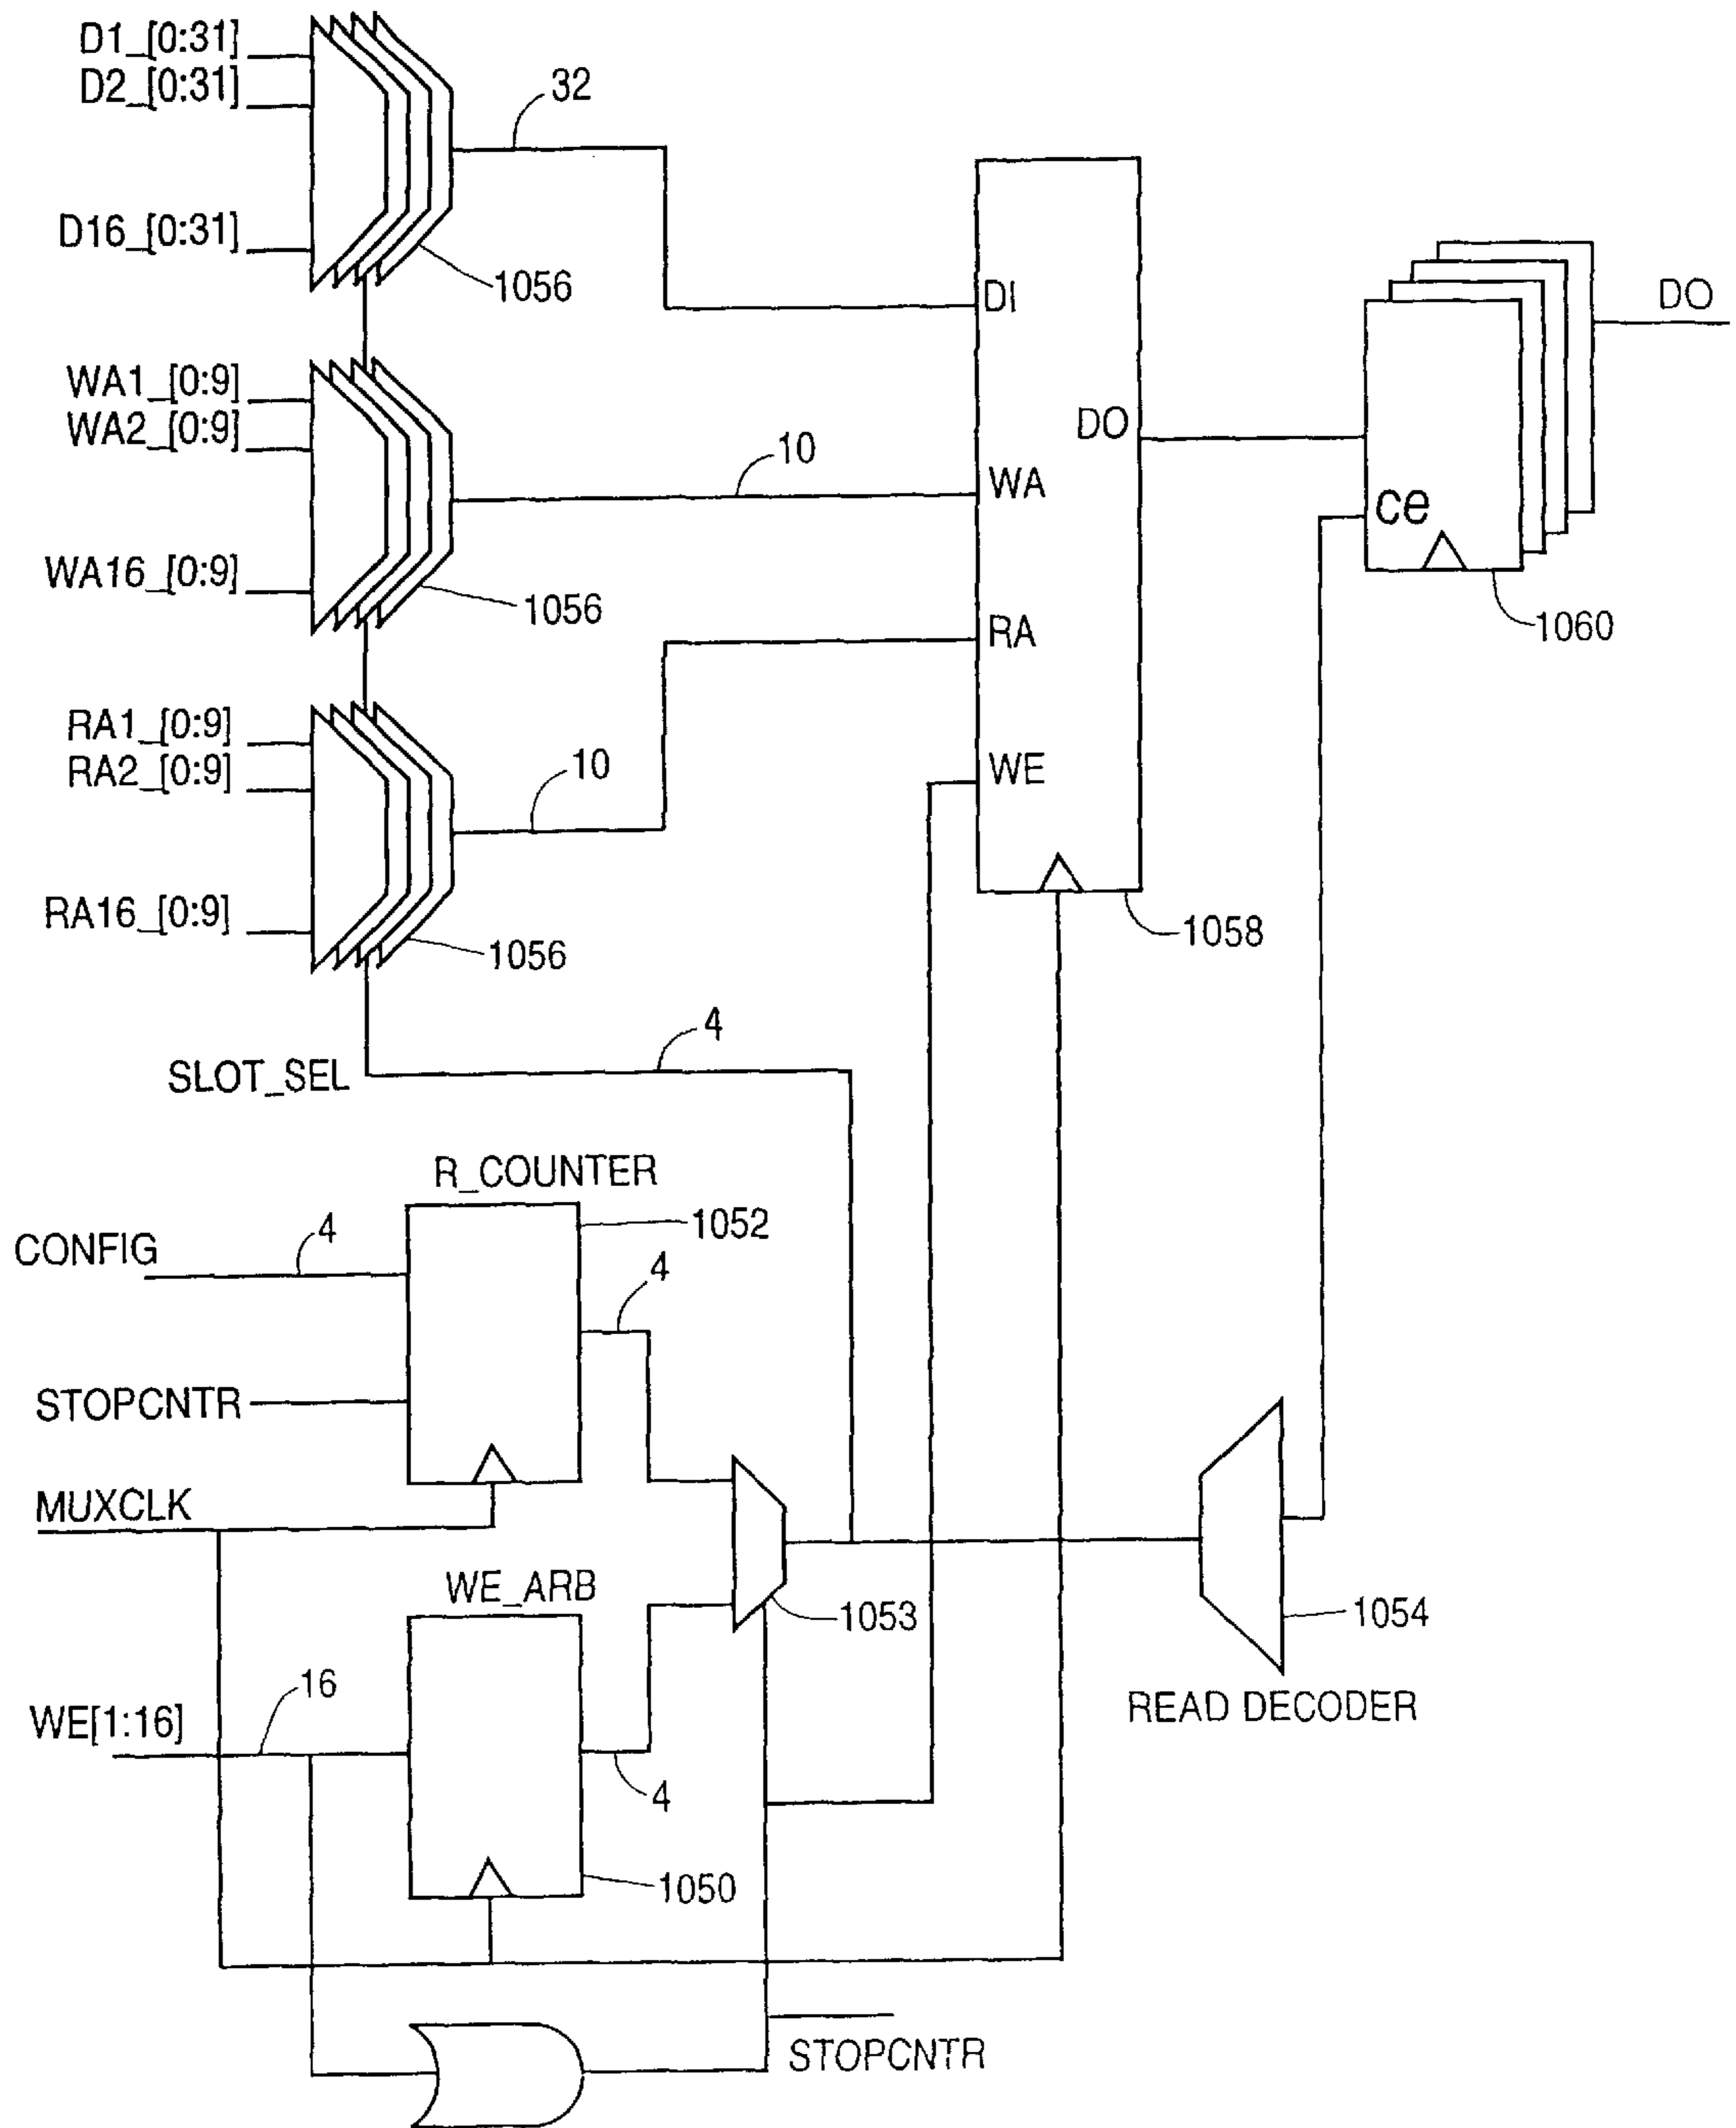 D1_[0:31]
D2_[0:31]
D16_[0:31]
32
1056
DI
DO
DO
WA1_[0:9]
WA2_[0:9]
WA16_[0:9]
10
1056
WA
ce
1060
RA
RA1_[0:9]
RA2_[0:9]
RA16_[0:9]
10
1056
WE
1058
SLOT_SEL
4
R_COUNTER
1052
CONFIG
4
4
STOPCNTR
MUXCLK
WE_ARB
1053
1054
READ DECODER
WE[1:16]
16
4
1050
STOPCNTR